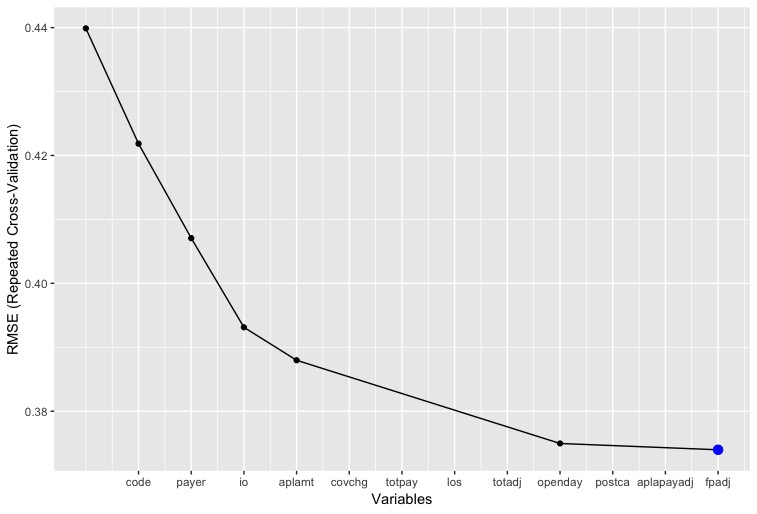 RMSE (Repeated Cross-Validation)
0.44
0.42
0.40
0.38
code payer io aplamt covchg totpay los totadj openday postca aplapayadj fpadj
Variables